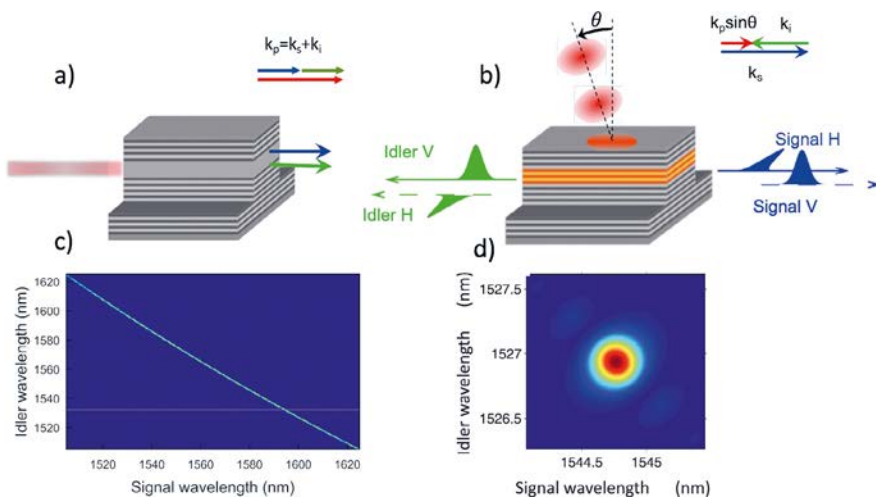 a)
kp=ks+ki
b)
θ
kpsinθ
ki
ks
Idler V
Idler H
Signal H
Signal V
c)
Idler wavelength (nm)
1620
1600
1580
1560
1540
1520
1520
1540
1560
1580
1600
1620
Signal wavelength (nm)
d)
Idler wavelength (nm)
1527.5
1527
1526.5
1544.5
1545
Signal wavelength (nm)